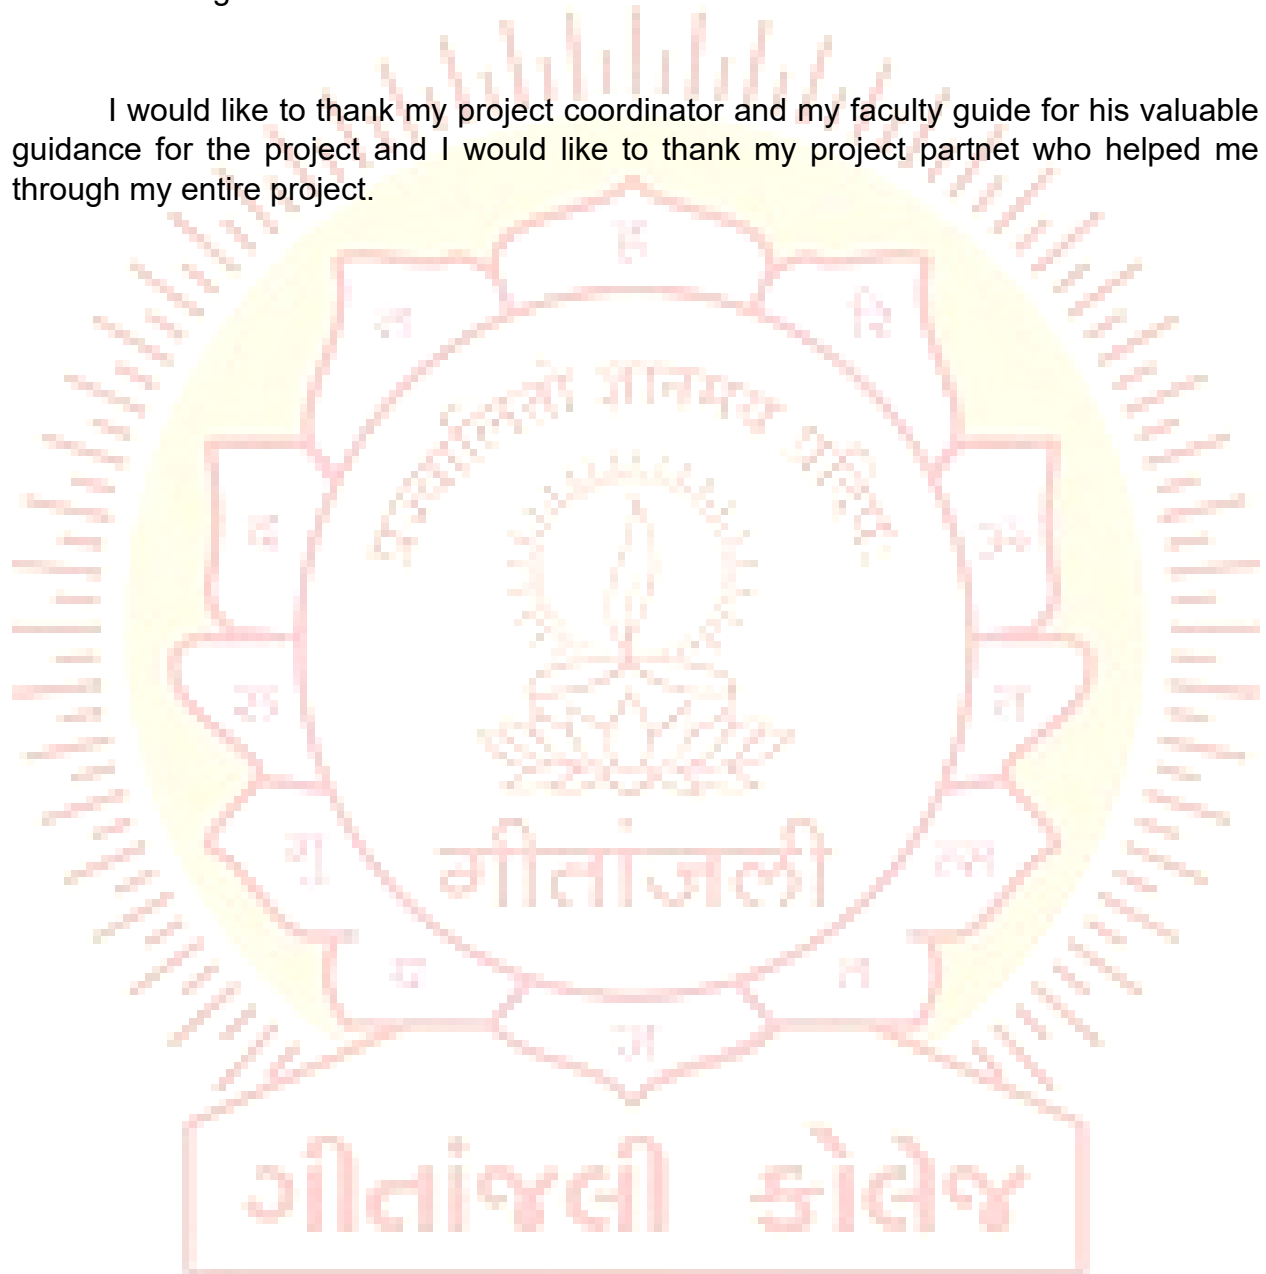 I would like to thank my project coordinator and my faculty guide for his valuable
guidance for the project and I would like to thank my project partnet who helped me
through my entire project.
गीतांजली
ગીતાંજલી કોલેજ